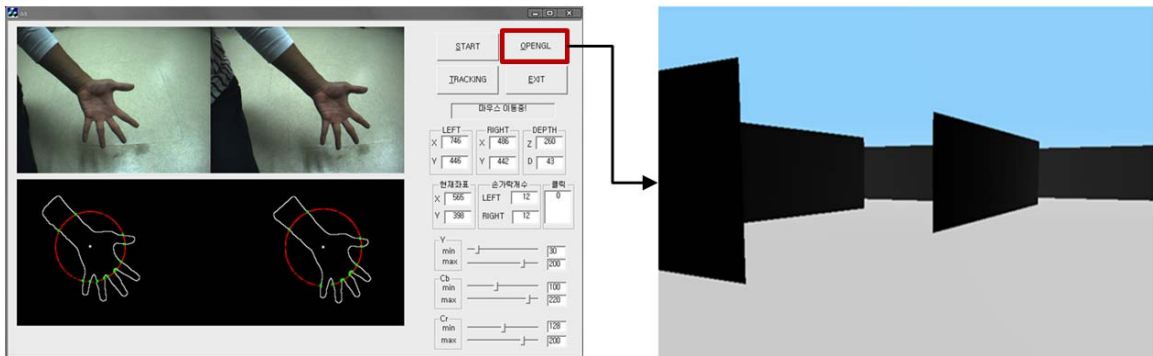 START OPENGL
TRACKING EXIT
마우스 이동중!
LEFT RIGHT DEPTH
X 746 X 486 Z 260
Y 446 Y 442 D 43
현재좌표 손가락개수 클릭
X 565 LEFT 12 0
Y 398 RIGHT 12
Y
min 30
max 200
Cb
min 100
max 220
Cr
min 128
max 200